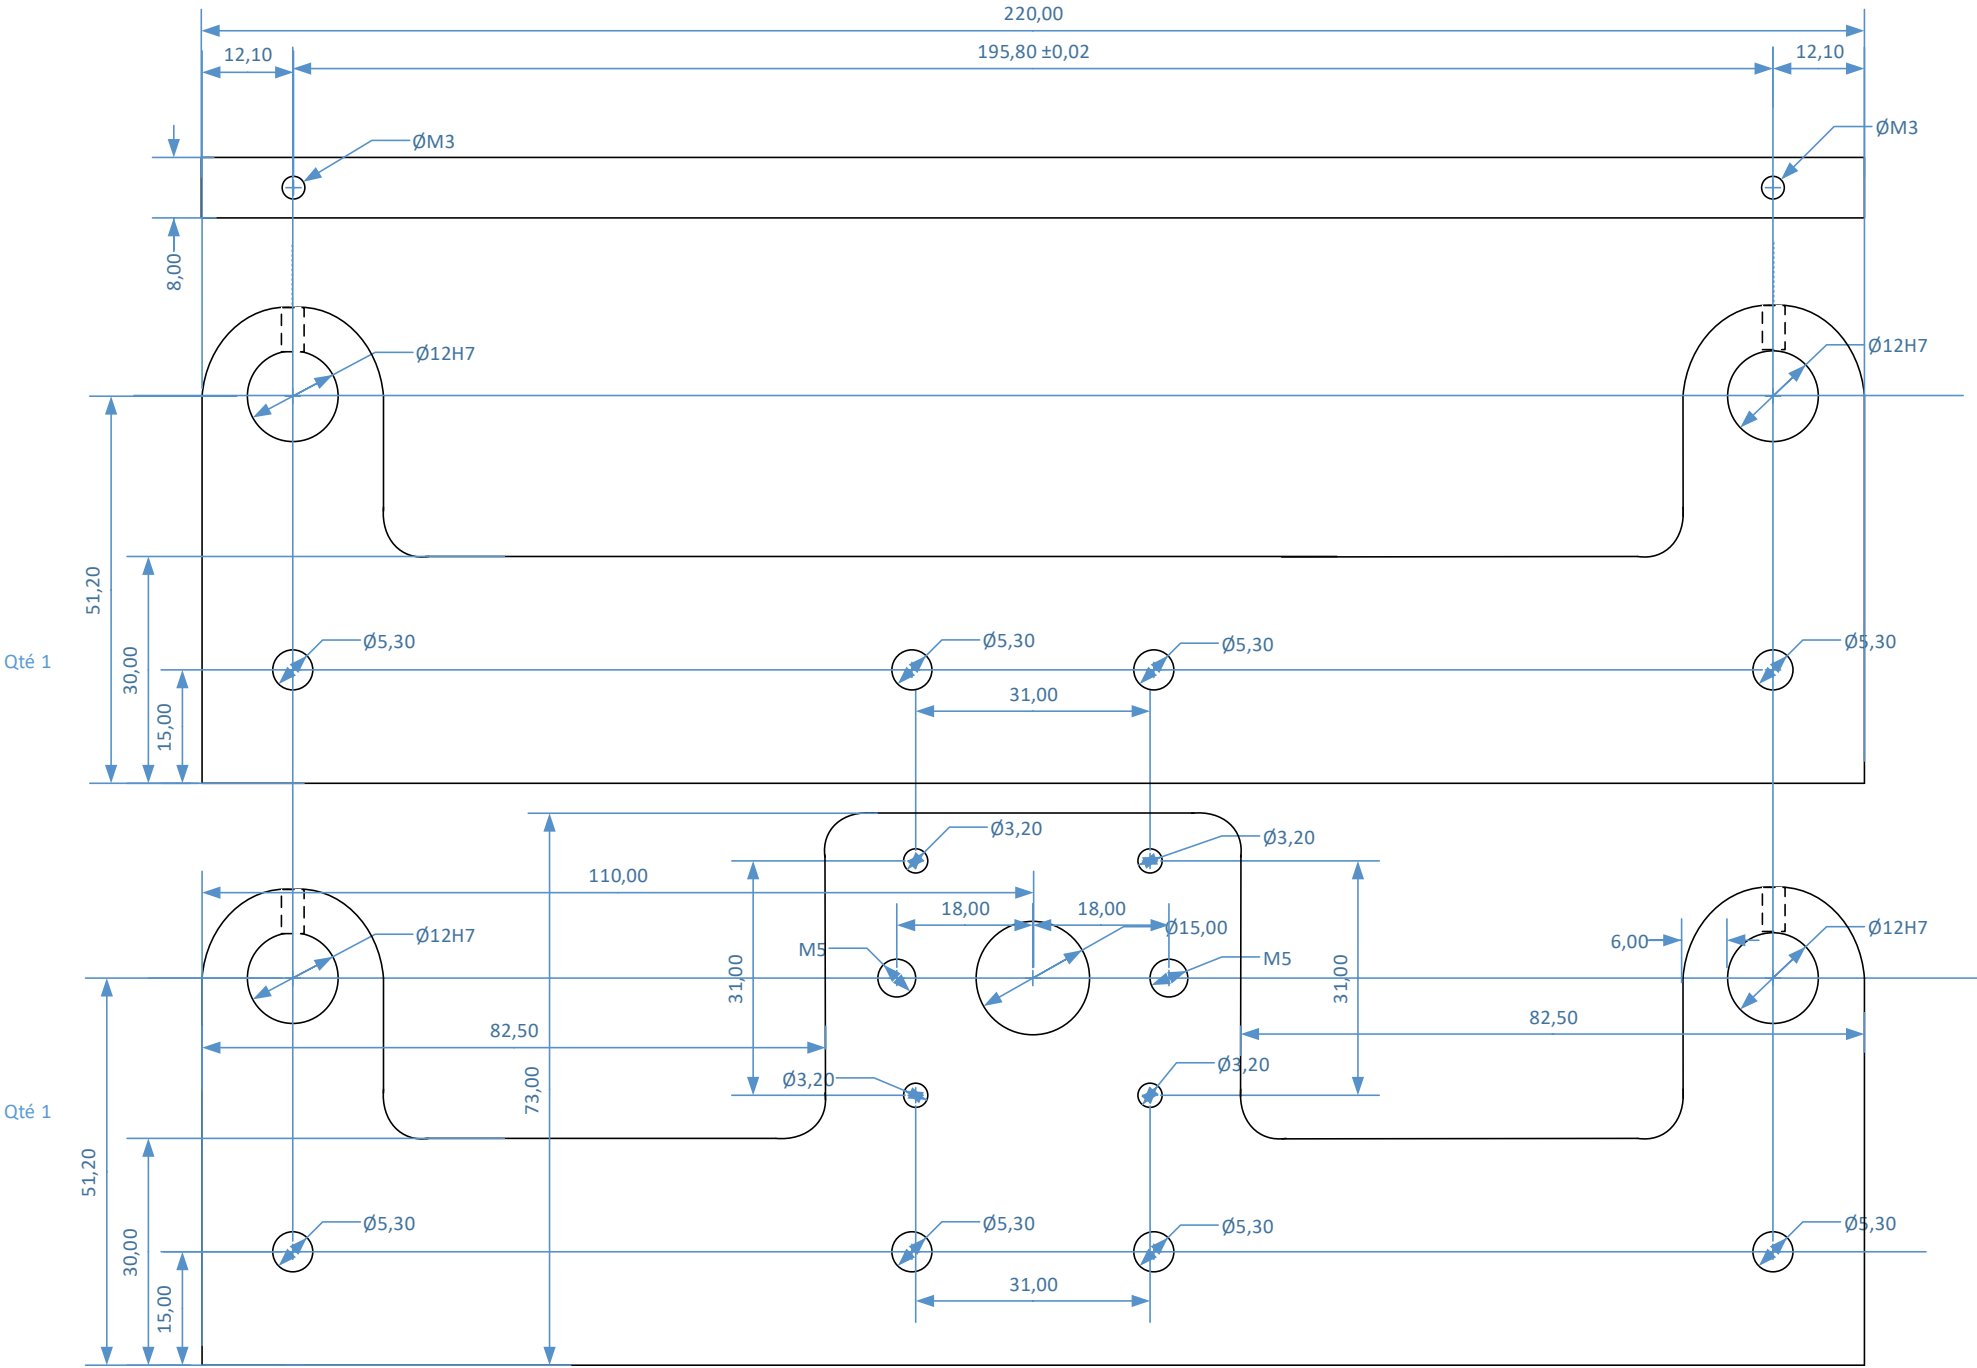 220,00
12,10
195,80 ±0,02
12,10
ØM3
ØM3
8,00
Ø12H7
Ø12H7
51,20
30,00
15,00
Qté 1
Ø5,30
Ø5,30
Ø5,30
Ø5,30
31,00
Ø3,20
Ø3,20
110,00
18,00
18,00
Ø15,00
Ø12H7
M5
M5
6,00
Ø12H7
31,00
31,00
82,50
82,50
73,00
Ø3,20
Ø3,20
Qté 1
51,20
30,00
15,00
Ø5,30
Ø5,30
Ø5,30
Ø5,30
31,00